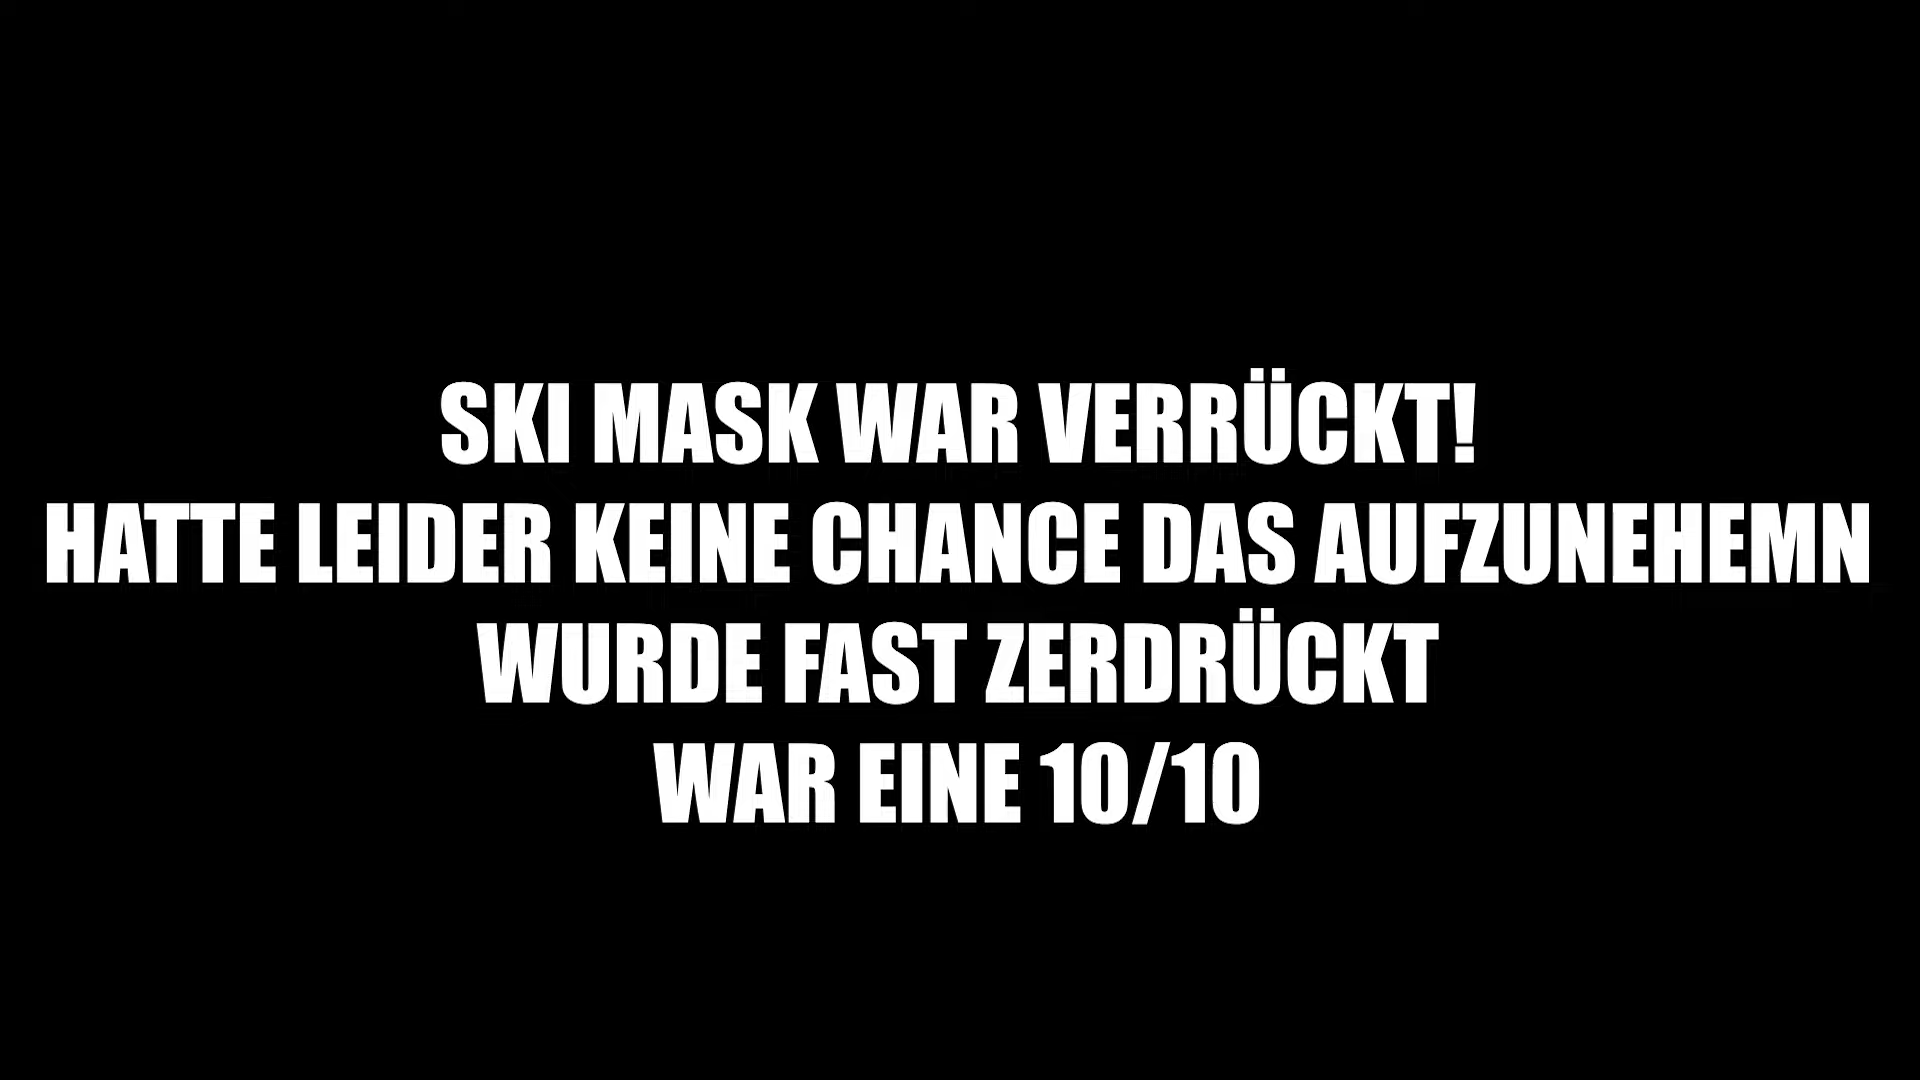 SKI MASK WAR VERRÜCKT!
HATTE LEIDER KEINE CHANCE DAS AUFZUNEHEMN
WURDE FAST ZERDRÜCKT
WAR EINE 10/10